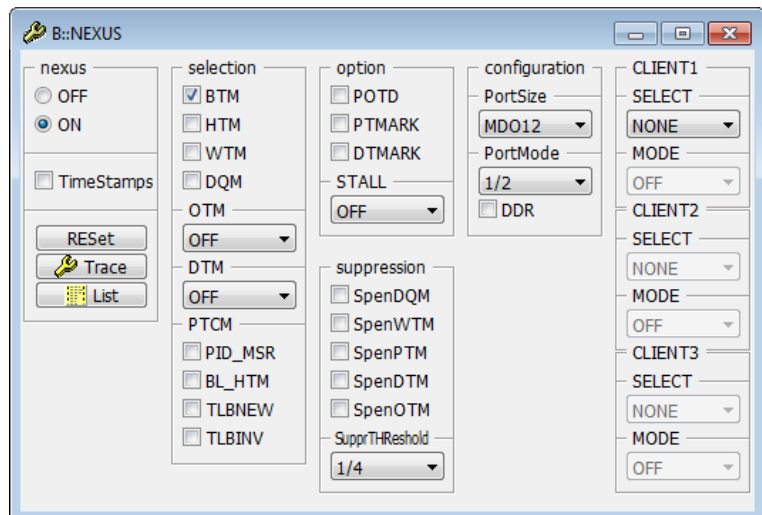 B::NEXUS
nexus
OFF
ON
TimeStamps
RESet
Trace
List
selection
BTM
HTM
WTM
DQM
OTM
OFF
DTM
OFF
PTCM
PID_MSR
BL_HTM
TLBNEW
TLBINV
option
POTD
PTMARK
DTMARK
STALL
OFF
suppression
SpenDQM
SpenWTM
SpenPTM
SpenDTM
SpenOTM
SupprTHReshold
1/4
configuration
PortSize
MDO12
PortMode
1/2
DDR
CLIENT1
SELECT
NONE
MODE
OFF
CLIENT2
SELECT
NONE
MODE
OFF
CLIENT3
SELECT
NONE
MODE
OFF